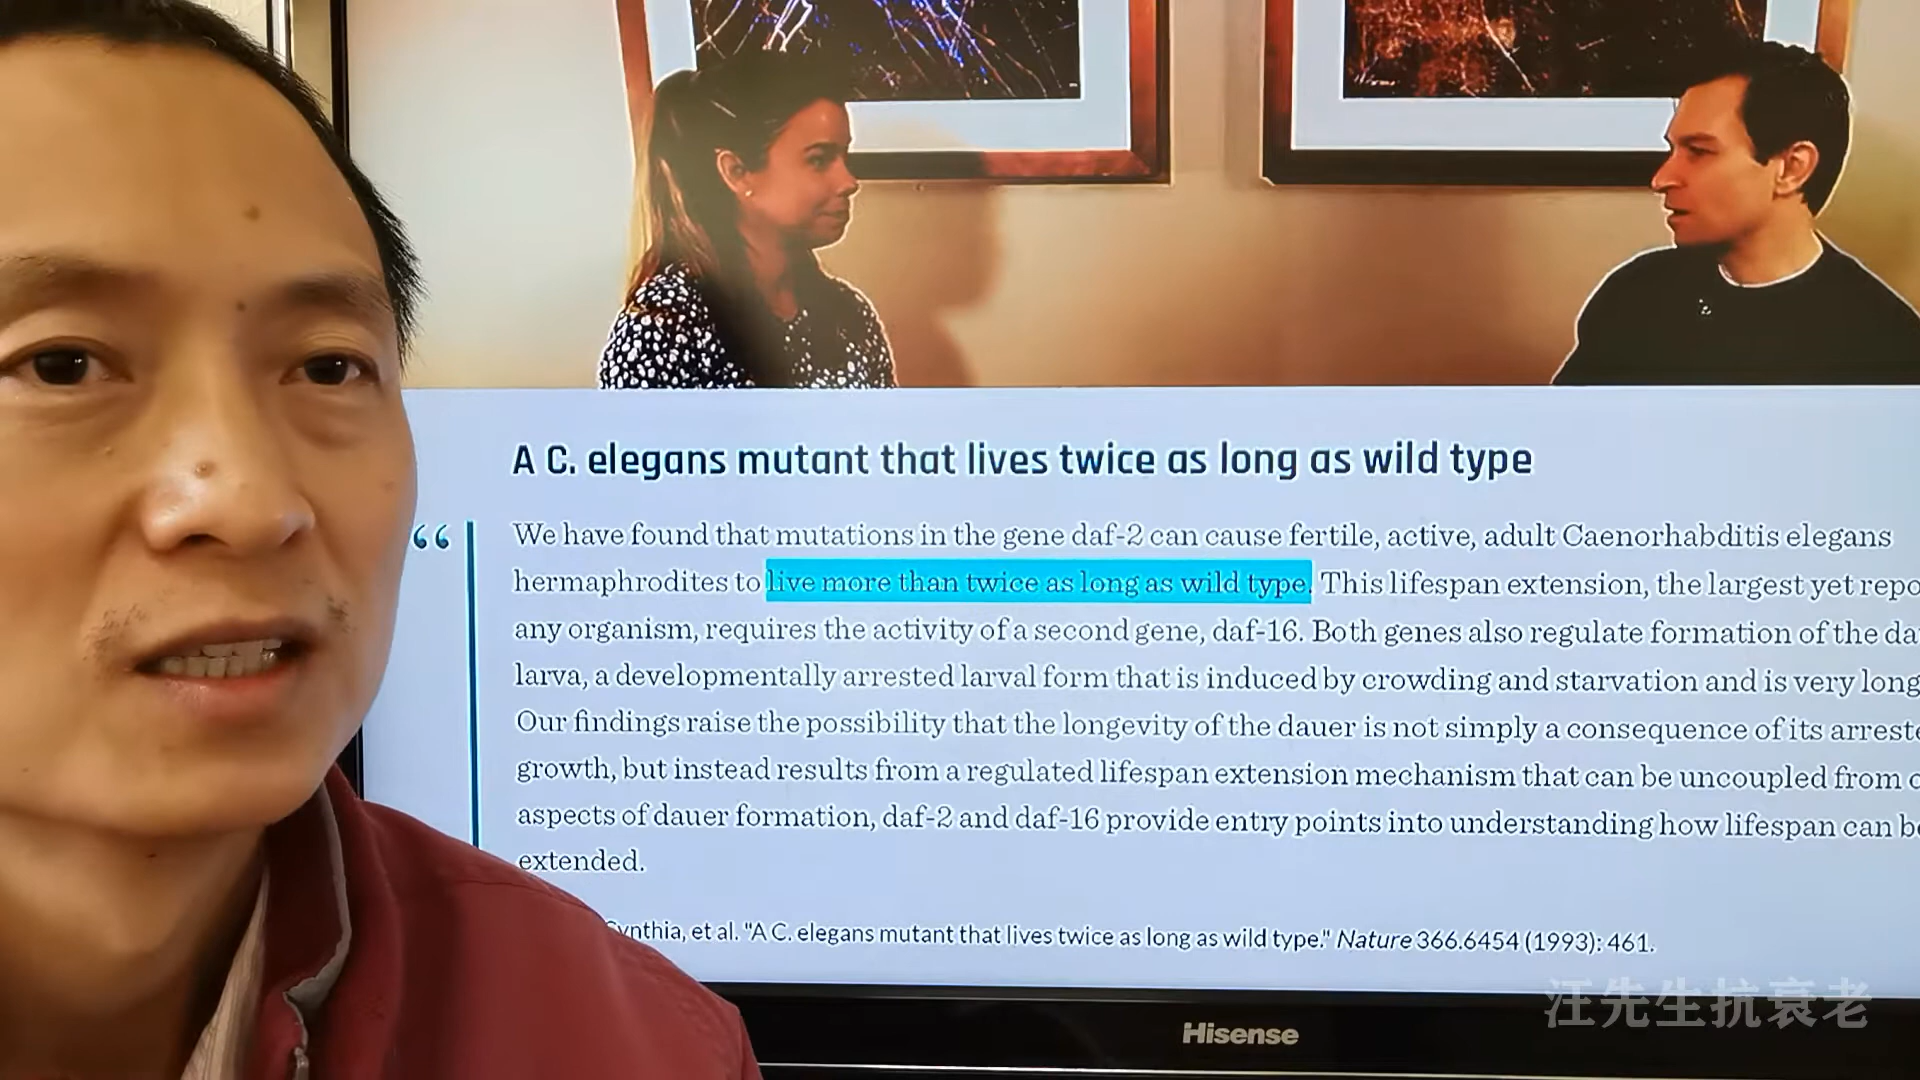 A C. elegans mutant that lives twice as long as wild type
“ We have found that mutations in the gene daf-2 can cause fertile, active, adult Caenorhabditis elegans
hermaphrodites to live more than twice as long as wild type. This lifespan extension, the largest yet
any organism, requires the activity of a second gene, daf-16. Both genes also regulate formation of the
larva, a developmentally arrested larval form that is induced by crowding and starvation and is very long
Our findings raise the possibility that the longevity of the dauer is not simply a consequence of its
growth, but instead results from a regulated lifespan extension mechanism that can be uncoupled from
aspects of dauer formation, daf-2 and daf-16 provide entry points into understanding how lifespan can
extended.
et al. "A C. elegans mutant that lives twice as long as wild type." Nature 366.6454 (1993): 461.
汪先生抗衰老
Hisense